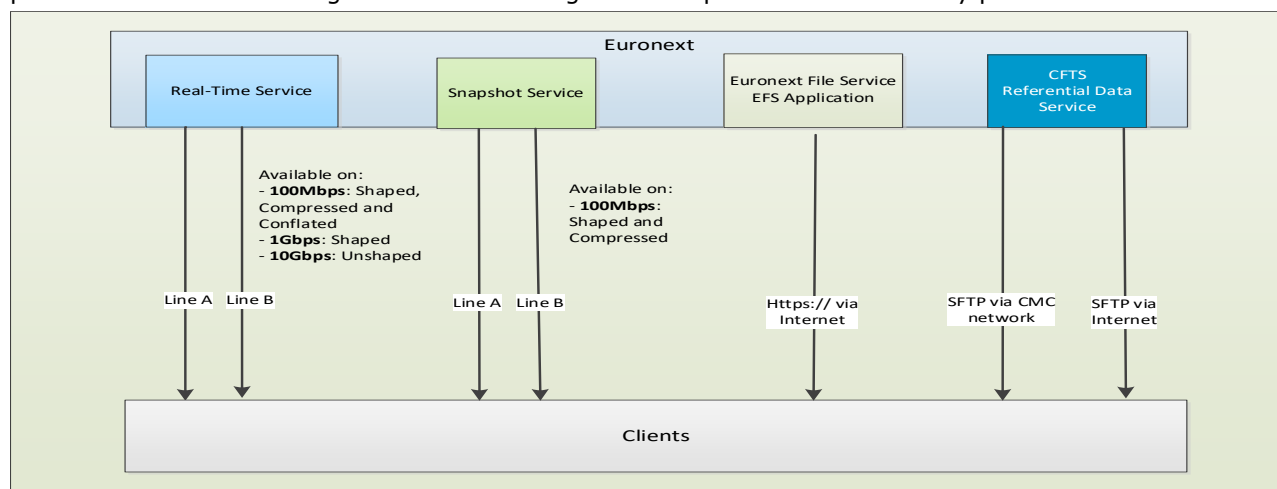 Euronext
Real-Time Service
Snapshot Service
Euronext File Service
EFS Application
CFTS
Referential Data
Service
Available on:
- 100Mbps: Shaped,
Compressed and
Conflated
- 1Gbps: Shaped
- 10Gbps: Unshaped
Available on:
- 100Mbps:
Shaped and
Compressed
Line A
Line B
Line A
Line B
Https:// via
Internet
SFTP via CMC
network
SFTP via
Internet
Clients